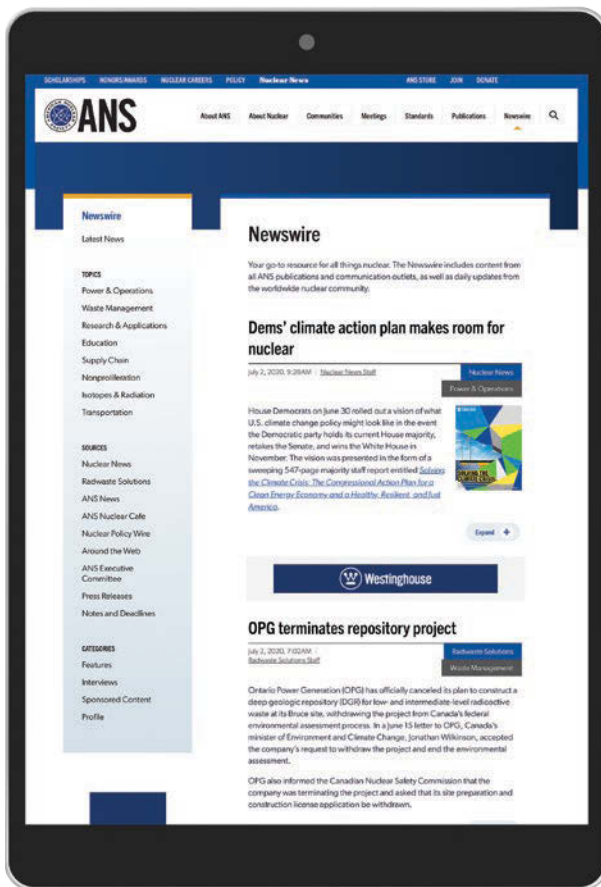 SCHOLARSHIPS HONORS/AWARDS NUCLEAR CAREERS POLICY Nuclear News ANS STORE JOIN DONATE
ANS
About ANS About Nuclear Communities Meetings Standards Publications Newswire
Newswire
Latest News
TOPICS
Power & Operations
Waste Management
Research & Applications
Education
Supply Chain
Nonproliferation
Isotopes & Radiation
Transportation
SOURCES
Nuclear News
Radwaste Solutions
ANS News
ANS Nuclear Cafe
Nuclear Policy Wire
Around the Web
ANS Executive
Committee
Press Releases
Notes and Deadlines
CATEGORIES
Features
Interviews
Sponsored Content
Profile
Newswire
Your go-to resource for all things nuclear. The Newswire includes content from
all ANS publications and communication outlets, as well as daily updates from
the worldwide nuclear community.
Dems' climate action plan makes room for
nuclear
July 2, 2020, 9:28AM | Nuclear News Staff
Nuclear News
Power & Operations
House Democrats on June 30 rolled out a vision of what
U.S. climate change policy might look like in the event
the Democratic party holds its current House majority,
retakes the Senate, and wins the White House in
November. The vision was presented in the form of a
sweeping 547-page majority staff report entitled Solving
the Climate Crisis: The Congressional Action Plan for a
Clean Energy Economy and a Healthy, Resilient, and Just
America.
SOLVING THE
CLIMATE CRISIS
Expand +
Westinghouse
OPG terminates repository project
July 2, 2020, 7:02AM |
Radwaste Solutions Staff
Radwaste Solutions
Waste Management
Ontario Power Generation (OPG) has officially canceled its plan to construct a
deep geologic repository (DGR) for low- and intermediate-level radioactive
waste at its Bruce site, withdrawing the project from Canada's federal
environmental assessment process. In a June 15 letter to OPG, Canada's
minister of Environment and Climate Change, Jonathan Wilkinson, accepted
the company's request to withdraw the project and end the environmental
assessment.
OPG also informed the Canadian Nuclear Safety Commission that the
company was terminating the project and asked that its site preparation and
construction license application be withdrawn.